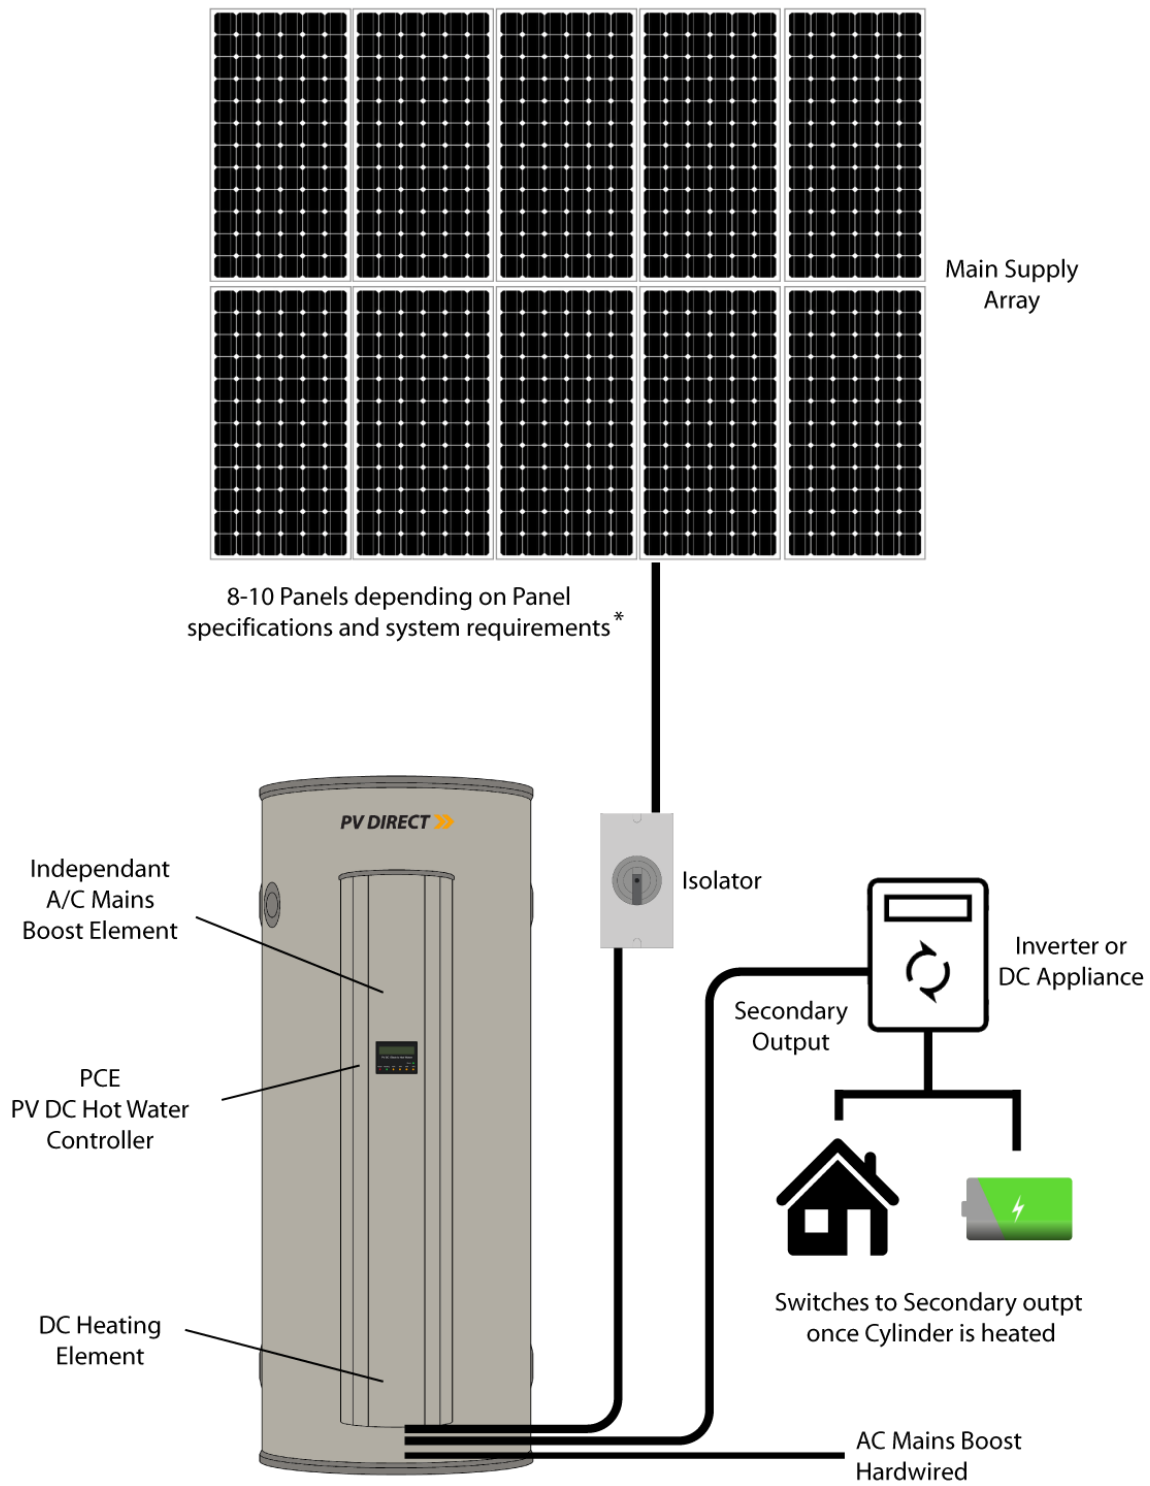 Main Supply
Array
8-10 Panels depending on Panel
specifications and system requirements*
PV DIRECT
Independant
A/C Mains
Boost Element
Isolator
Inverter or
DC Appliance
Secondary
Output
PCE
PV DC Hot Water
Controller
Switches to Secondary outpt
once Cylinder is heated
DC Heating
Element
AC Mains Boost
Hardwired